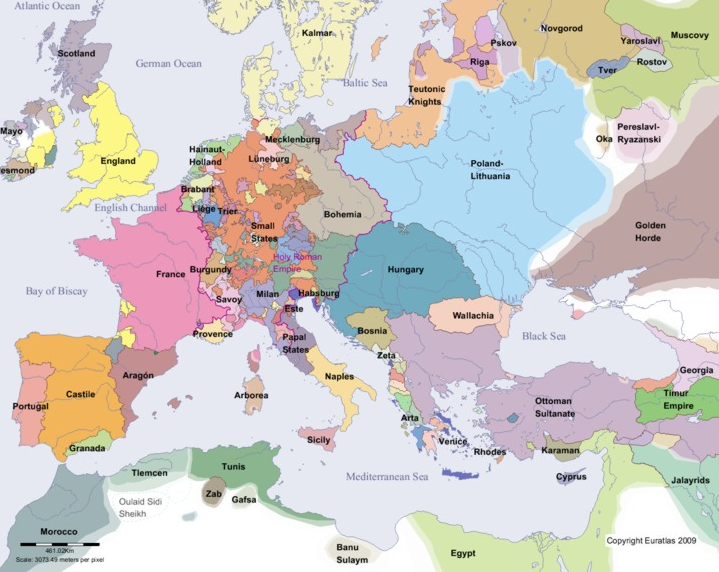 Atlantic Ocean
Kalmar
Novgorod
Muscovy
Pskov
Yaroslavl
Scotland
German Ocean
Riga
Rostov
Tver
Baltic Sea
Teutonic
Knights
Mayo
Mecklenburg
Oka
Pereslavl-
Ryazanski
Hainaut-
Holland
England
Lüneburg
Poland-
Lithuania
esmond
Brabant
English Channel
Liège
Trier
Bohemia
Small
States
Golden
Horde
Holy Roman
Empire
France
Burgundy
Hungary
Bay of Biscay
Milan
Habsburg
Savoy
Este
Wallachia
Provence
Bosnia
Black Sea
Papal
States
Zeta
Georgia
Aragón
Naples
Castile
Arborea
Timur
Empire
Portugal
Ottoman
Sultanate
Arta
Sicily
Venice
Granada
Rhodes
Karaman
Tlemcen
Tunis
Mediterranean Sea
Cyprus
Jalayrids
Zab
Gafsa
Oulaid Sidi
Sheikh
Morocco
Copyright Euratlas 2009
461.02Km
Banu
Sulaym
Egypt
Scale: 3073.49 meters per pixel